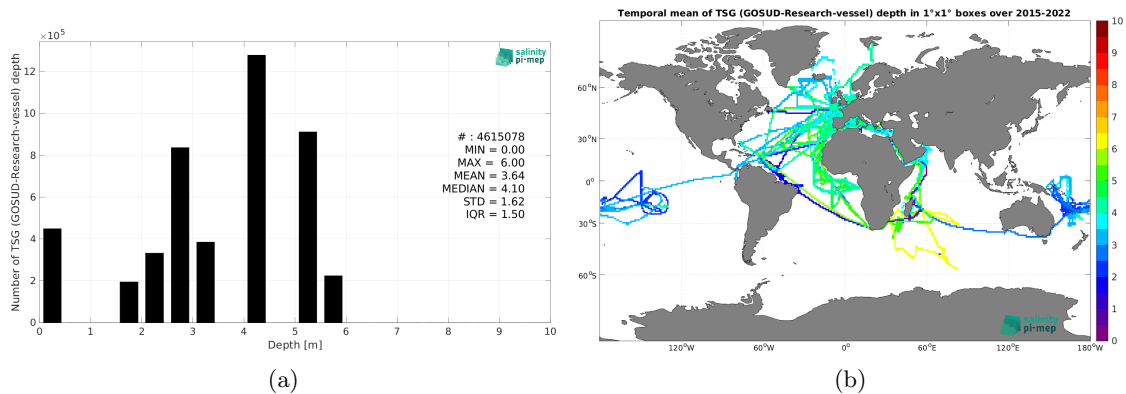 ×10⁵
12
10
8
6
4
2
0
Number of TSG (GOSUD-Research-vessel) depth
0 1 2 3 4 5 6 7 8 9 10
Depth [m]
salinity
pi-mep
# : 4615078
MIN = 0.00
MAX = 6.00
MEAN = 3.64
MEDIAN = 4.10
STD = 1.62
IQR = 1.50
(a)
Temporal mean of TSG (GOSUD-Research-vessel) depth in 1°x1° boxes over 2015-2022
60°N
30°N
0°
30°S
60°S
120°W 60°W 0° 60°E 120°E 180°W
salinity
pi-mep
10
9
8
7
6
5
4
3
2
1
0
(b)